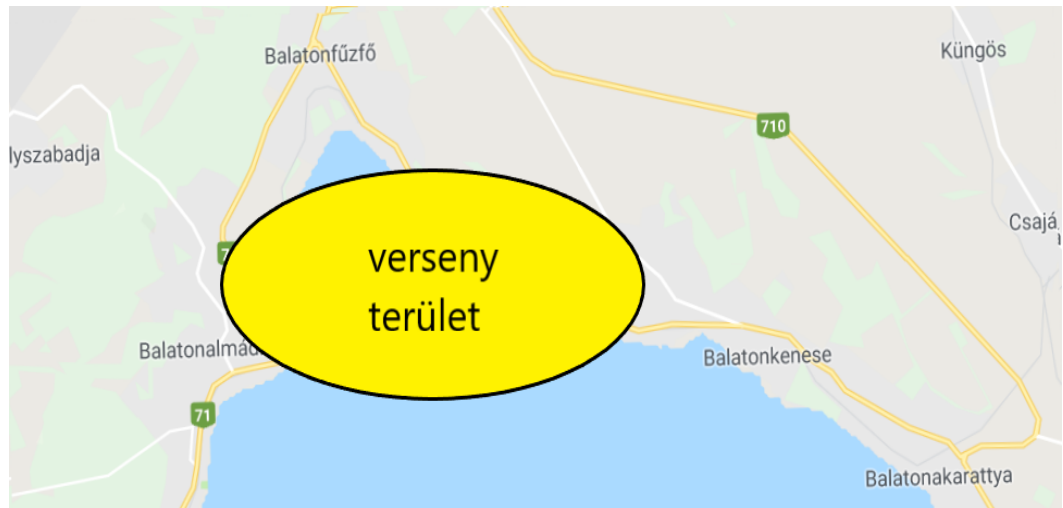 Balatonfűzfő
Küngös
710
lyszabadja
Csajá
verseny
terület
Balatonalmád
Balatonkenese
71
Balatonakarattya